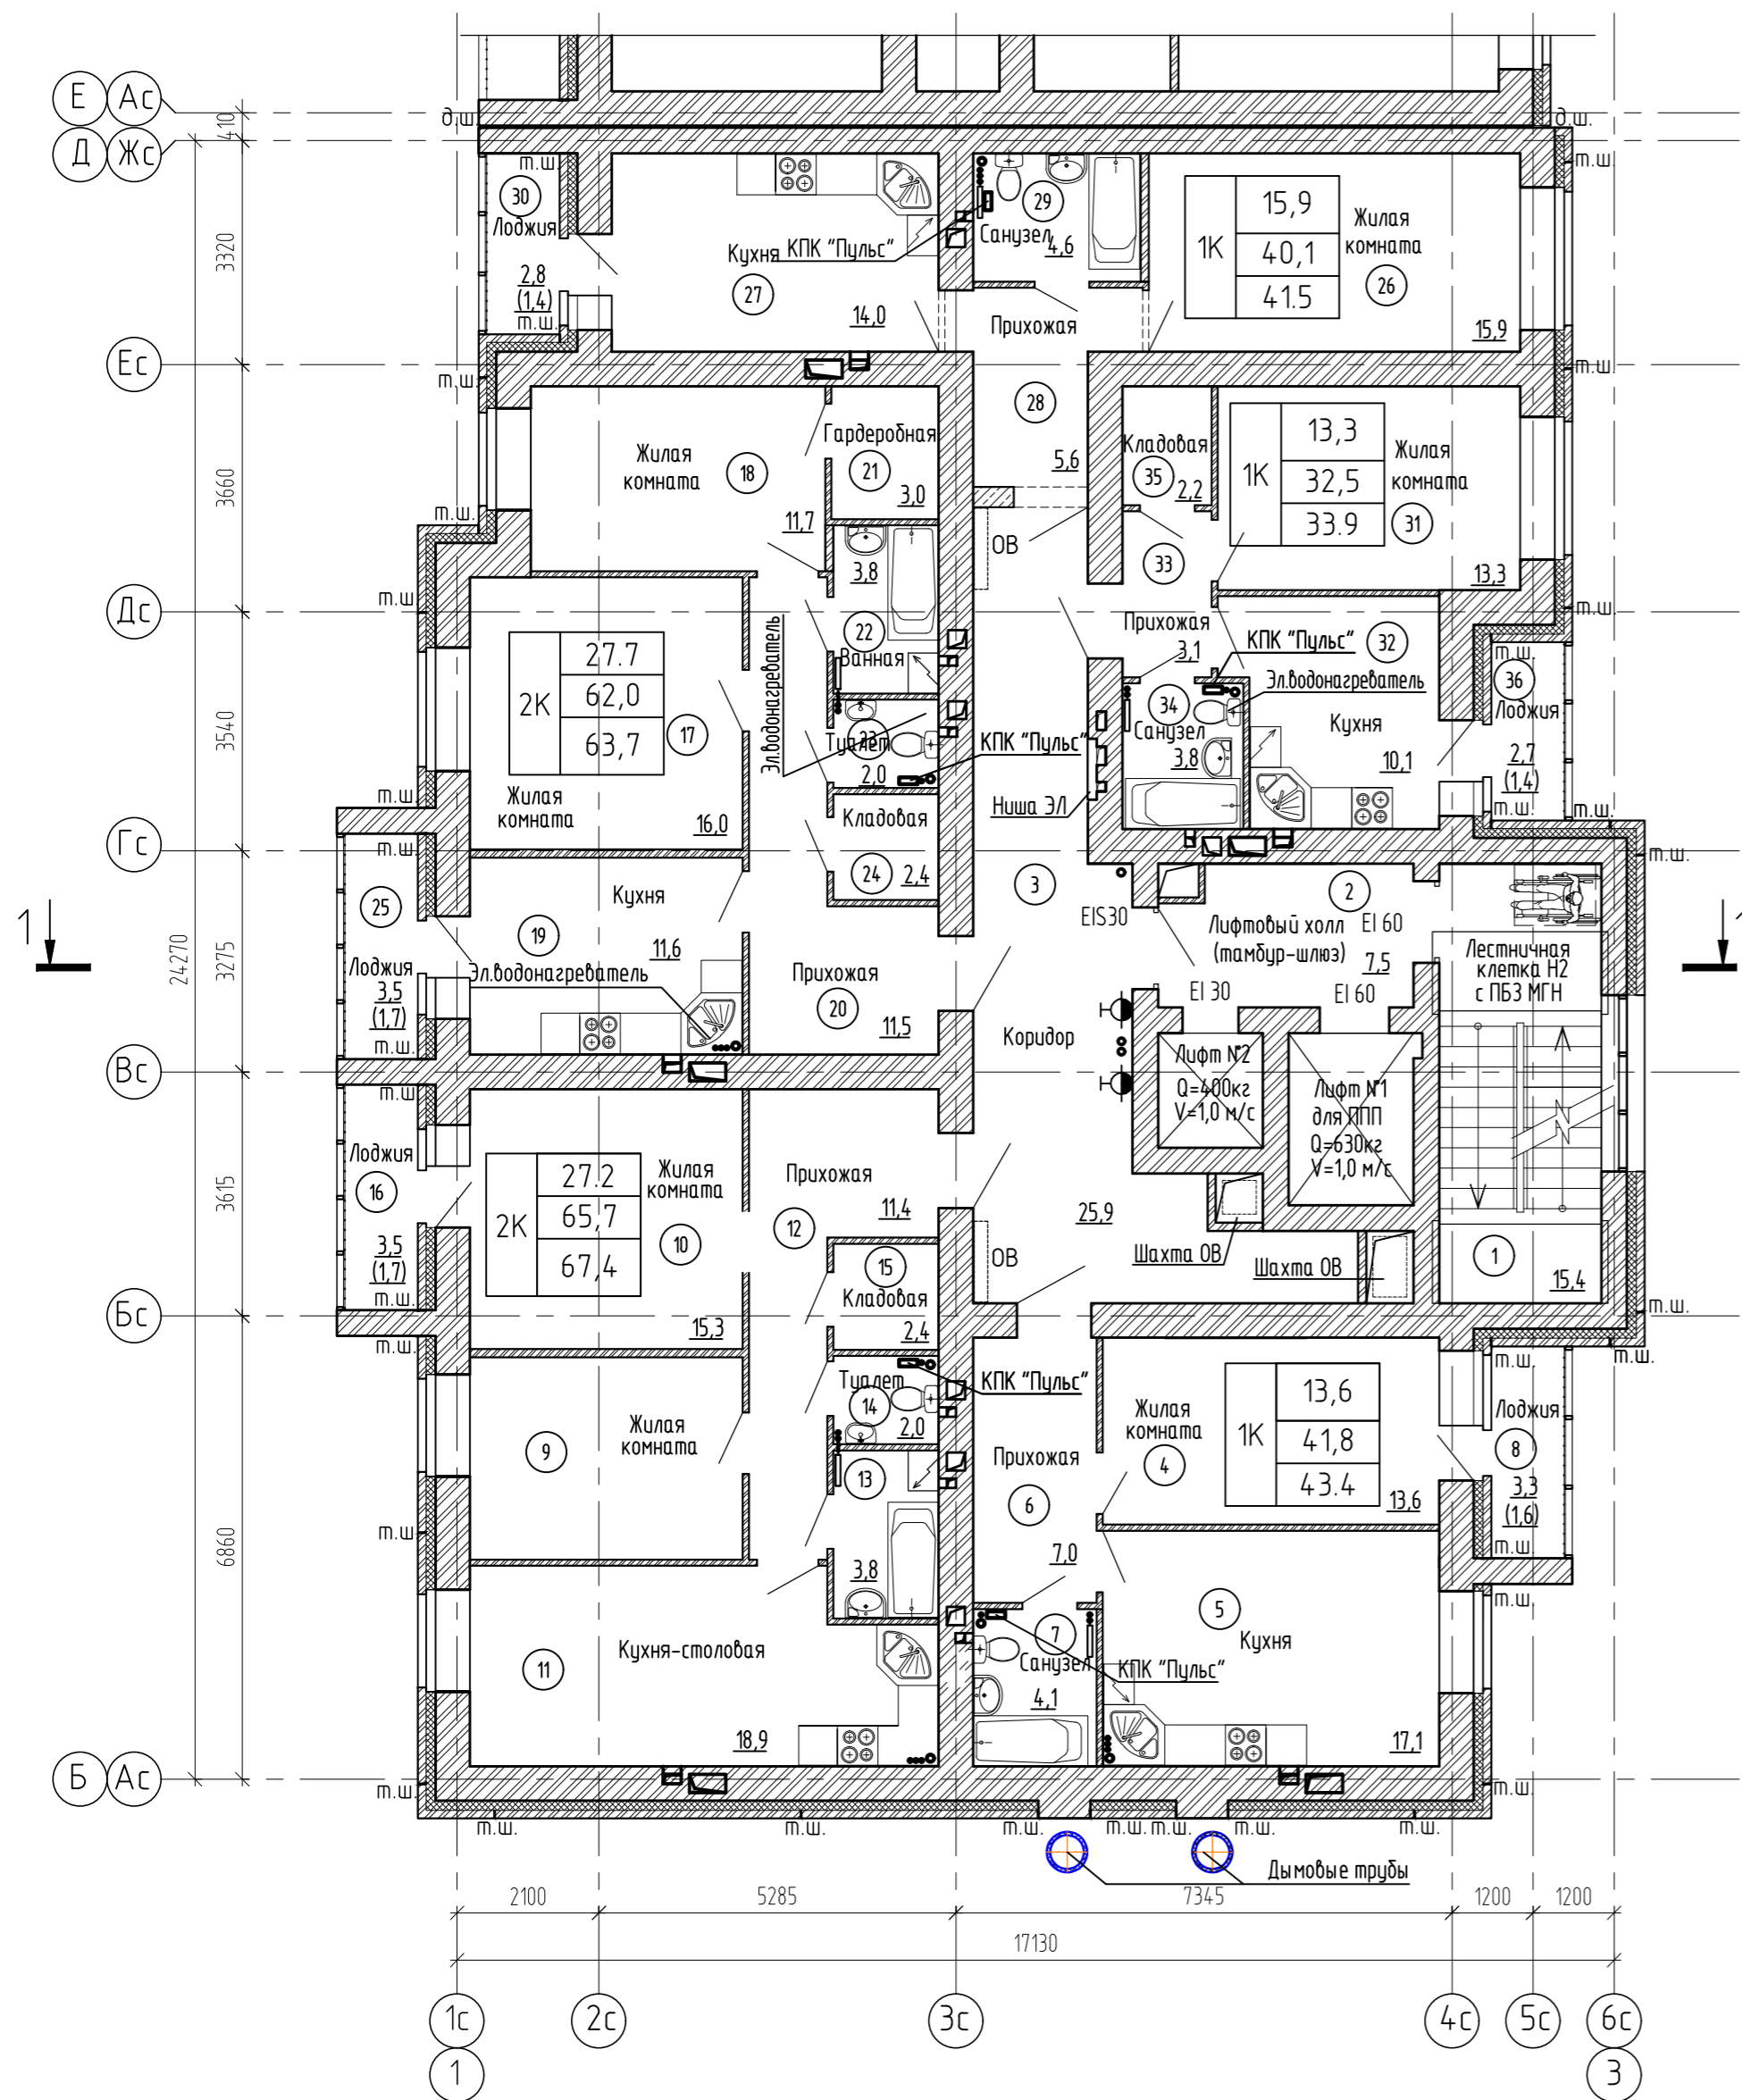 Е Ас
д.ш.
д.ш.
410
Д Жс
т.ш.
т.ш.
30
Лоджия
2,8
(1,4)
т.ш.
Кухня
КПК "Пульс"
27
14,0
29
Санузел
4,6
Прихожая
1К
15,9
40,1
41.5
Жилая
комната
26
15,9
3320
Ес
т.ш.
т.ш.
28
5,6
Жилая
комната
18
11,7
Гардеробная
21
3,0
Кладовая
35
2,2
1К
13,3
32,5
33.9
Жилая
комната
31
13,3
3660
т.ш.
ОВ
33
3,8
22
Ванная
Дс
т.ш.
т.ш.
Прихожая
3,1
КПК "Пульс"
32
Эл.водонагреватель
т.ш.
36
Лоджия
2,7
(1,4)
т.ш.
т.ш.
2К
27.7
62,0
63,7
17
Жилая
комната
16,0
Эл.водонагреватель
23
Туалет
2,0
КПК "Пульс"
34
Санузел
3,8
Кухня
10,1
Ниша ЭЛ
3540
т.ш.
Кладовая
24
2,4
Гс
т.ш.
т.ш.
3
2
EIS30
Лифтовый холл
(тамбур-шлюз)
EI 60
7,5
EI 30
EI 60
Лестничная
клетка Н2
с ПБЗ МГН
25
Лоджия
3,5
(1,7)
т.ш.
Кухня
19
11,6
Эл.водонагреватель
Прихожая
20
11,5
Коридор
1
1
24270
3275
Вс
т.ш.
Лифт №2
Q=400кг
V=1,0 м/с
Лифт №1
для ППП
Q=630кг
V=1,0 м/с
Лоджия
16
3,5
(1,7)
т.ш.
2К
27.2
65,7
67,4
Жилая
комната
10
15,3
Прихожая
12
11,4
25,9
Шахта ОВ
Шахта ОВ
1
15,4
3615
ОВ
15
Кладовая
2,4
Бс
т.ш.
т.ш.
т.ш.
т.ш.
Туалет
14
2,0
КПК "Пульс"
Жилая
комната
9
13
3,8
Прихожая
6
7,0
Жилая
комната
4
1К
13,6
41,8
43.4
13,6
Лоджия
8
3,3
(1,6)
т.ш.
6860
т.ш.
т.ш.
Кухня-столовая
11
18,9
7
Санузел
4,1
КПК "Пульс"
5
Кухня
17,1
Б Ас
т.ш.
т.ш.
т.ш.
т.ш.
т.ш.
т.ш.
т.ш.
т.ш.
т.ш.
Дымовые трубы
2100
5285
7345
1200
1200
17130
1с
2с
3с
4с
5с
6с
1
3